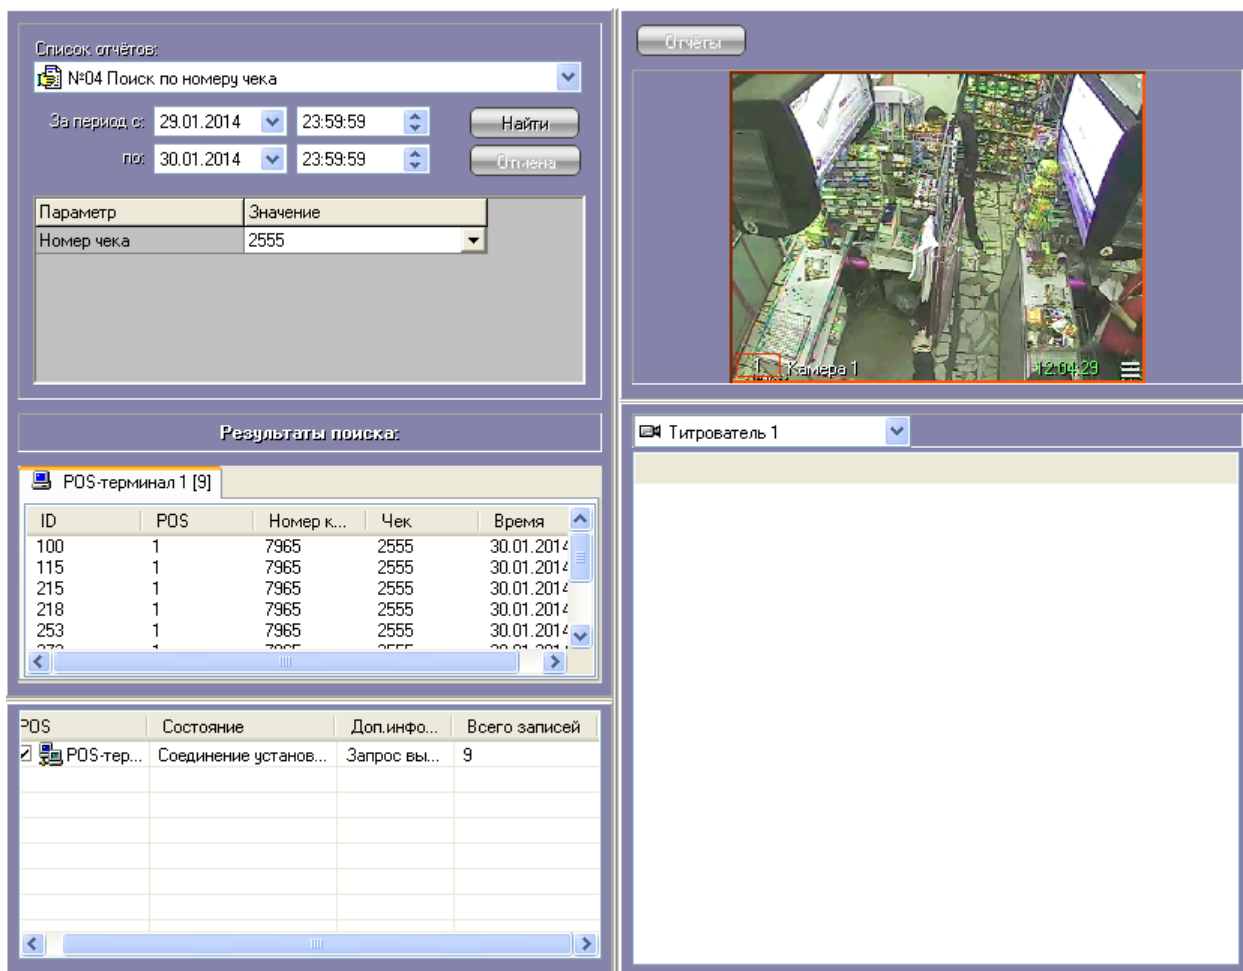 Список отчётов:
№04 Поиск по номеру чека
За период с: 29.01.2014 23:59:59 Найти
по: 30.01.2014 23:59:59 Отмена
Параметр Значение
Номер чека 2555
Результаты поиска:
POS-терминал 1 [9]
ID POS Номер к... Чек Время
100 1 7965 2555 30.01.2014
115 1 7965 2555 30.01.2014
215 1 7965 2555 30.01.2014
218 1 7965 2555 30.01.2014
253 1 7965 2555 30.01.2014
POS Состояние Доп.инфо... Всего записей
POS-тер... Соединение установ... Запрос вы... 9
Отчёты
1 Камера 1 12:04:29
Титрователь 1